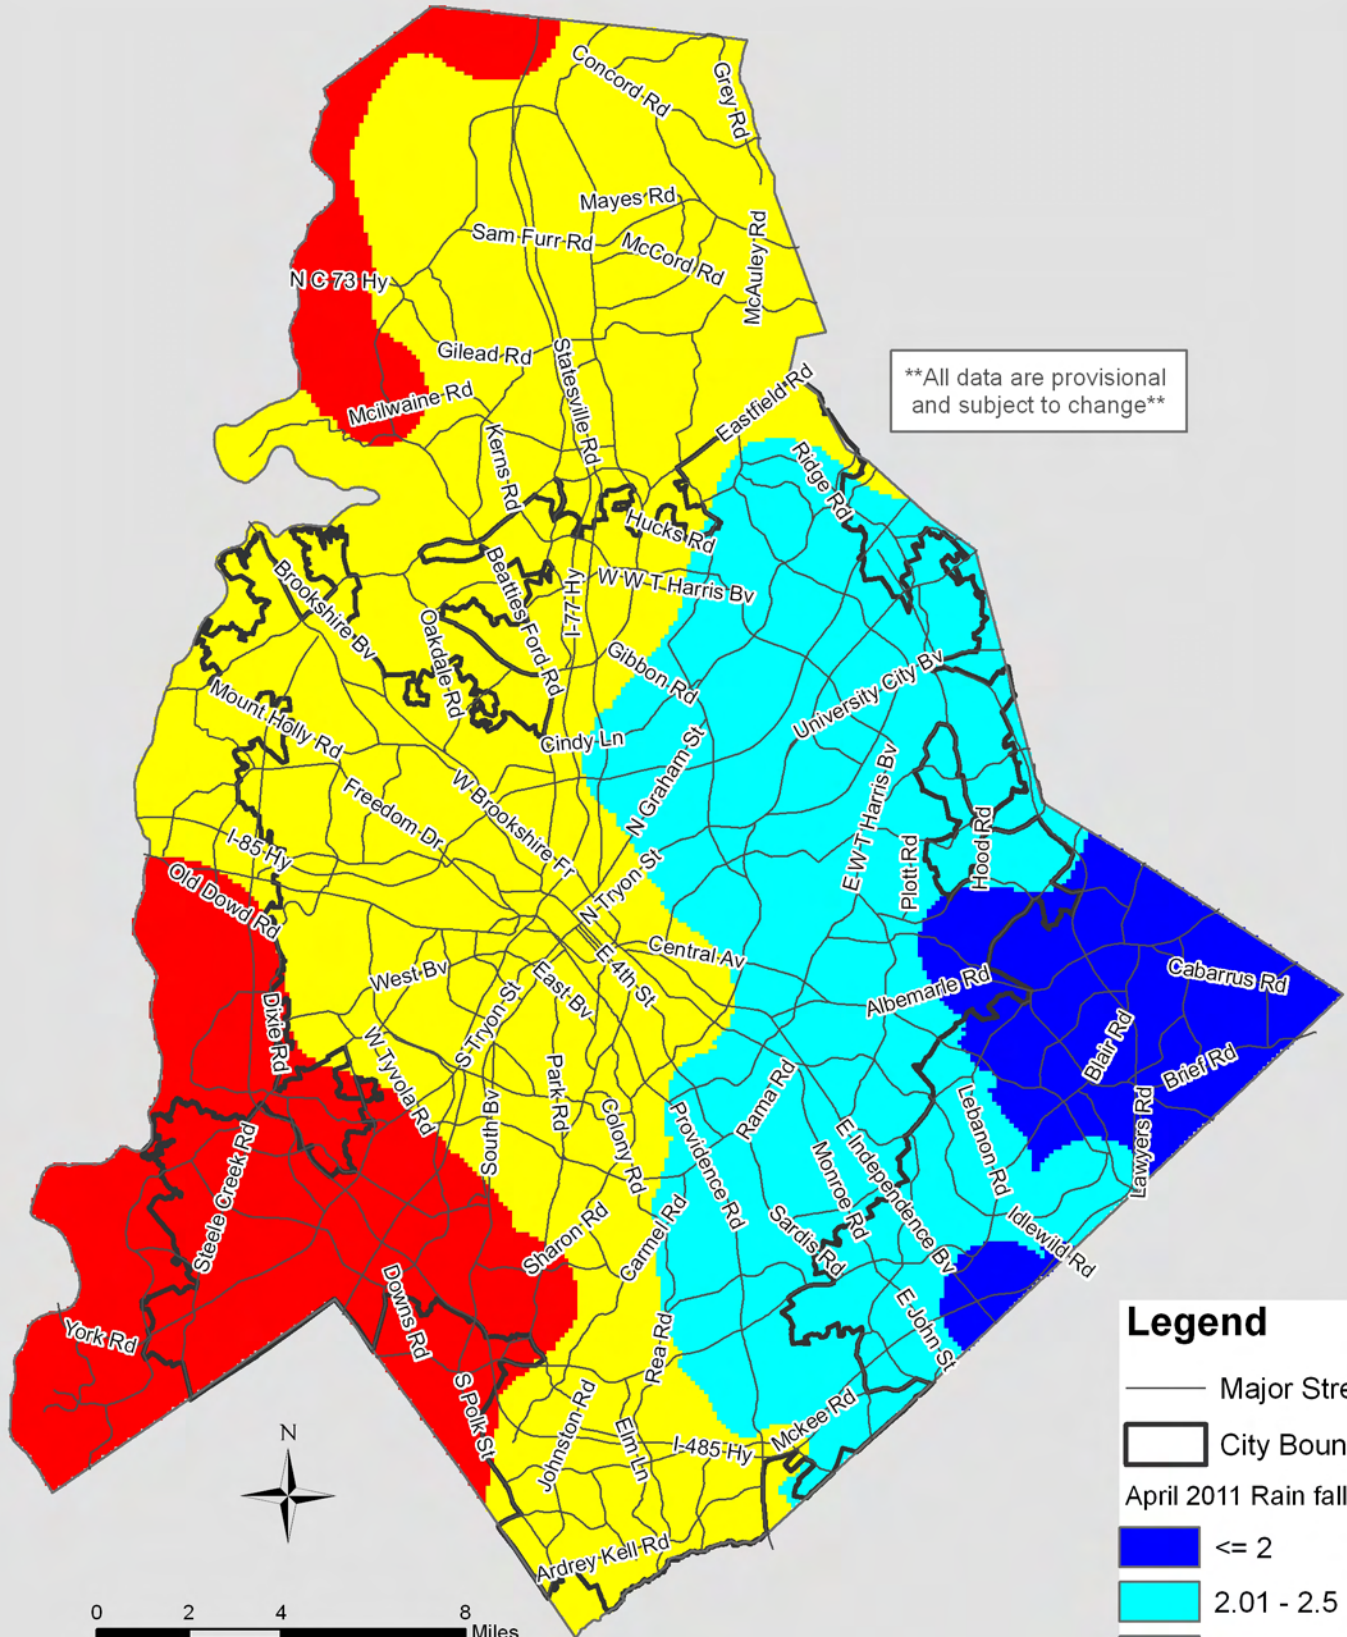 Concord Rd
Grey Rd
Mayes Rd
Sam Furr Rd
McCord Rd
McAuley Rd
N C 73 Hy
Gilead Rd
Statesville Rd
Mcilwaine Rd
**All data are provisional
and subject to change**
Eastfield Rd
Kerns Rd
Ridge Rd
Hucks Rd
Beatties Ford Rd
I-77 Hy
W W T Harris Bv
Brookshire Bv
Oakdale Rd
Gibbon Rd
University City Bv
Mount Holly Rd
Cindy Ln
N Graham St
Freedom Dr
W Brookshire Fr
E W T Harris Bv
Plott Rd
Hood Rd
I-85 Hy
Old Dowd Rd
N Tryon St
Central Av
E 4th St
West Bv
East Bv
S Tryon St
Albemarle Rd
Cabarrus Rd
Dixie Rd
W Tyvola Rd
Park Rd
Blair Rd
Brief Rd
South Bv
Colony Rd
Providence Rd
Rama Rd
Monroe Rd
E Independence Bv
Lebanon Rd
Lawyers Rd
Steele Creek Rd
Sharon Rd
Carmel Rd
Sardis Rd
Idlewild Rd
York Rd
Downs Rd
Rea Rd
E John St
S Polk St
Johnston Rd
Elm Ln
I-485 Hy
Mckee Rd
Ardrey Kell Rd
N
0 2 4 8
Miles
Legend
Major Stre
City Boun
April 2011 Rain fall
<= 2
2.01 - 2.5